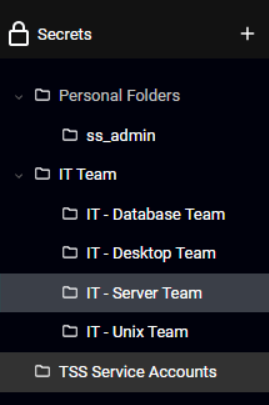 Secrets +
Personal Folders
ss_admin
IT Team
IT - Database Team
IT - Desktop Team
IT - Server Team
IT - Unix Team
TSS Service Accounts